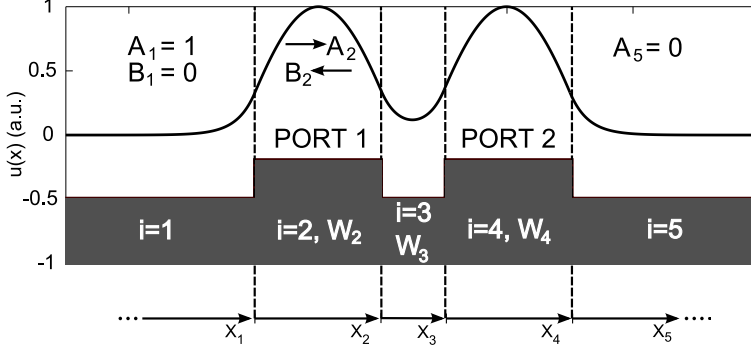 1
A₁ = 1
A₂
A₅ = 0
B₁ = 0
B₂
0.5
u(x) (a.u.)
0
PORT 1
PORT 2
-0.5
i=1
i=2, W₂
i=3
W₃
i=4, W₄
i=5
-1
x₁
x₂
x₃
x₄
x₅